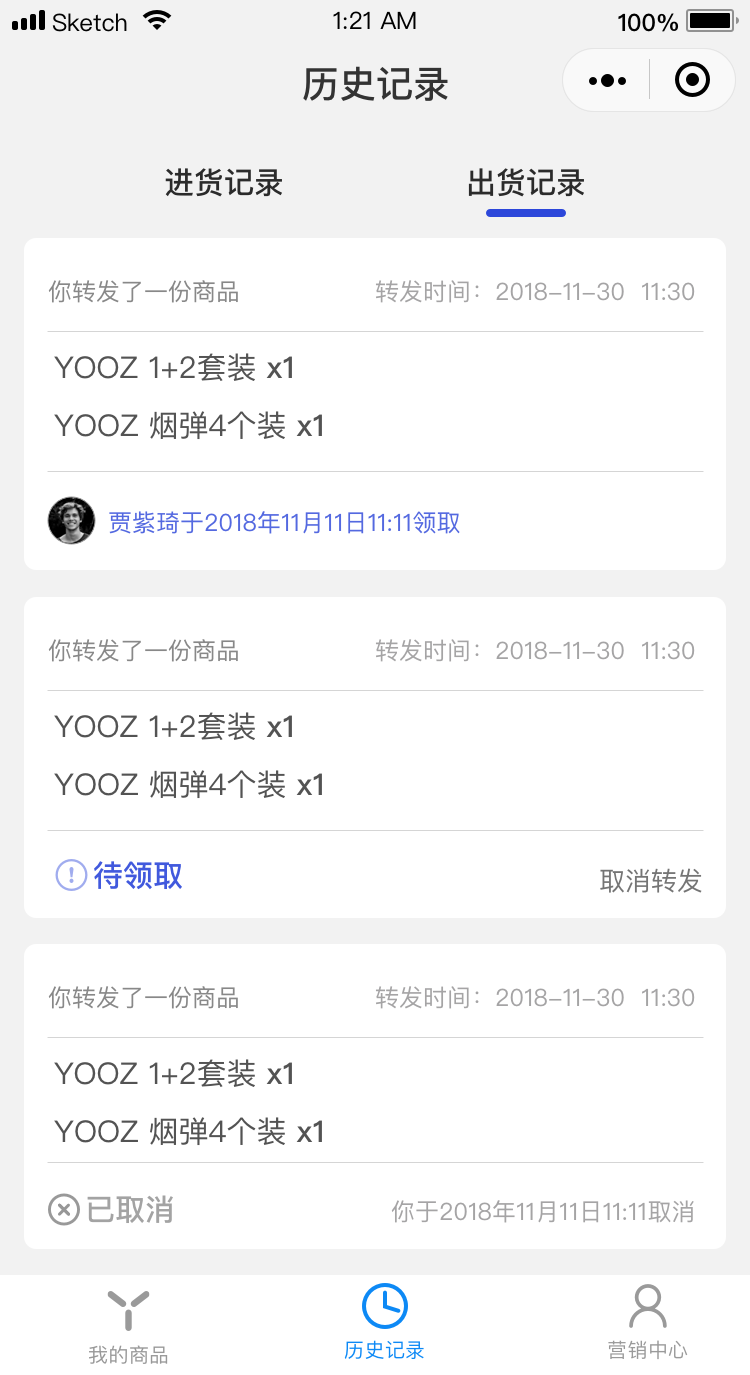 Sketch 1:21 AM 100%
历史记录
进货记录 出货记录
你转发了一份商品 转发时间：2018-11-30 11:30
YOOZ 1+2套装 x1
YOOZ 烟弹4个装 x1
贾紫琦于2018年11月11日11:11领取
你转发了一份商品 转发时间：2018-11-30 11:30
YOOZ 1+2套装 x1
YOOZ 烟弹4个装 x1
待领取 取消转发
你转发了一份商品 转发时间：2018-11-30 11:30
YOOZ 1+2套装 x1
YOOZ 烟弹4个装 x1
已取消 你于2018年11月11日11:11取消
我的商品 历史记录 营销中心